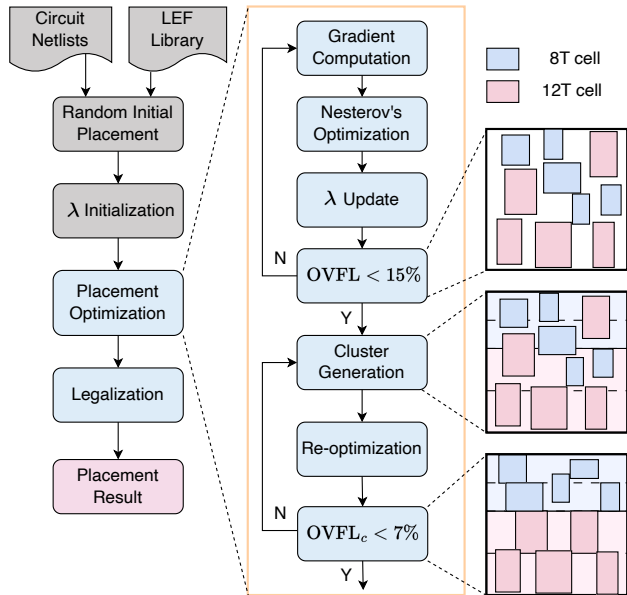 Circuit
Netlists
LEF
Library
Random Initial
Placement
λ Initialization
Placement
Optimization
Legalization
Placement
Result
Gradient
Computation
Nesterov's
Optimization
λ Update
N
OVFL < 15%
Y
Cluster
Generation
Re-optimization
N
OVFLc < 7%
Y
8T cell
12T cell